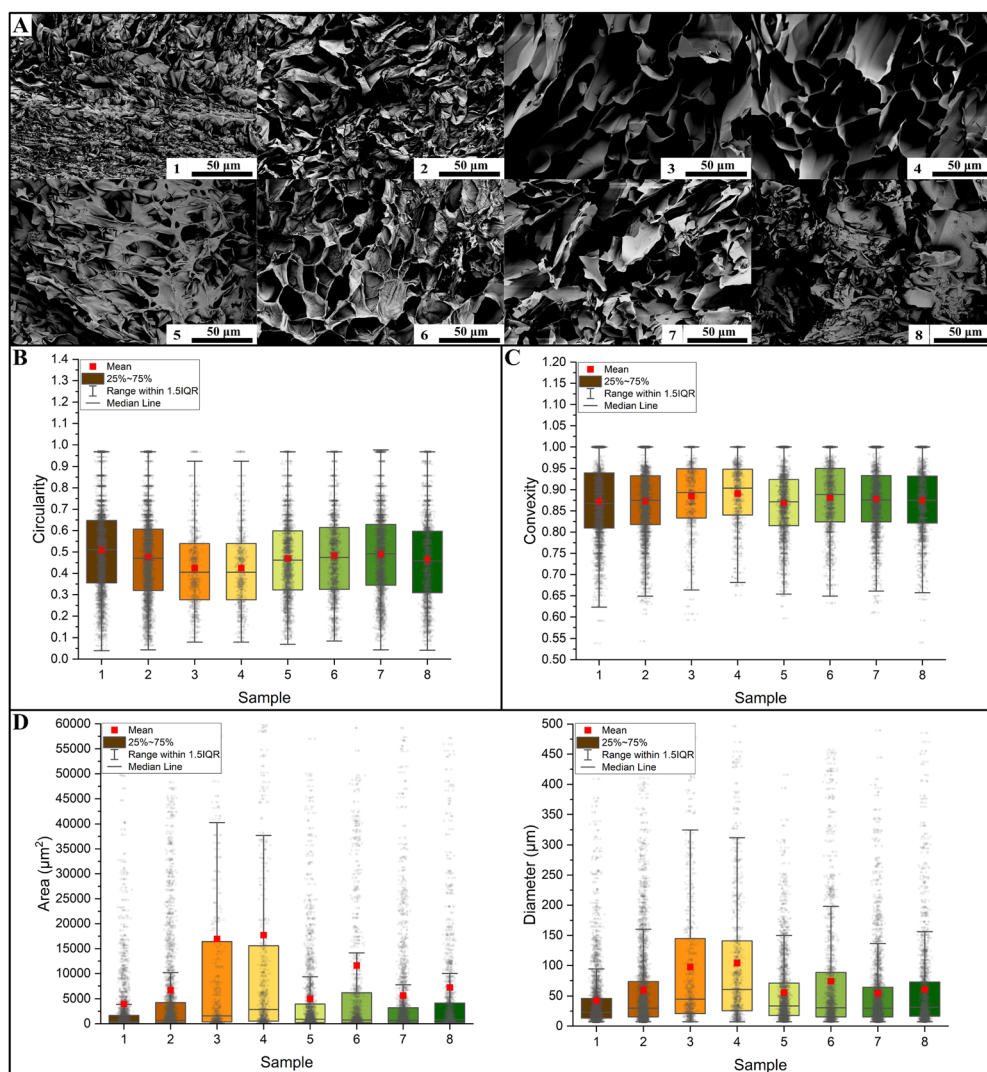 A
1 50 µm 2 50 µm 3 50 µm 4 50 µm
5 50 µm 6 50 µm 7 50 µm 8 50 µm
B
1.4
1.3
1.2
1.1
1.0
0.9
0.8
0.7
0.6
0.5
0.4
0.3
0.2
0.1
0.0
Circularity
Mean
25%~75%
Range within 1.5IQR
Median Line
1 2 3 4 5 6 7 8
Sample
C
1.20
1.15
1.10
1.05
1.00
0.95
0.90
0.85
0.80
0.75
0.70
0.65
0.60
0.55
0.50
Convexity
Mean
25%~75%
Range within 1.5IQR
Median Line
1 2 3 4 5 6 7 8
Sample
D
60000
55000
50000
45000
40000
35000
30000
25000
20000
15000
10000
5000
0
Area (µm²)
Mean
25%~75%
Range within 1.5IQR
Median Line
1 2 3 4 5 6 7 8
Sample
500
450
400
350
300
250
200
150
100
50
0
Diameter (µm)
Mean
25%~75%
Range within 1.5IQR
Median Line
1 2 3 4 5 6 7 8
Sample